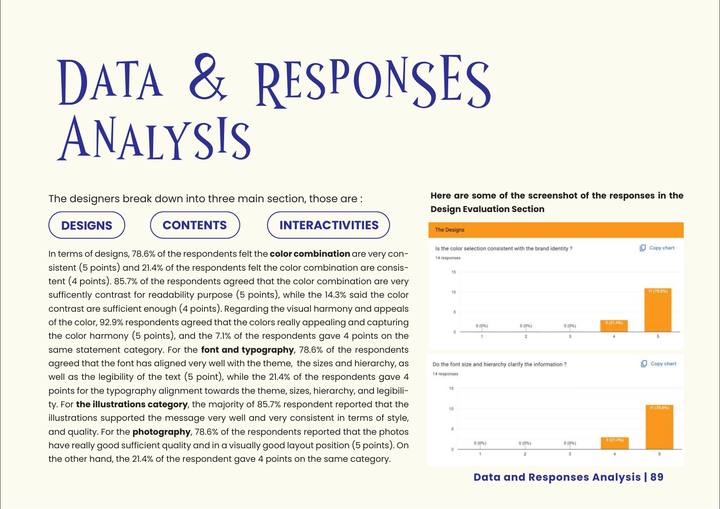 DATA & RESPONSES
ANALYSIS
The designers break down into three main section, those are :
DESIGNS
CONTENTS
INTERACTIVITIES
In terms of designs, 78.6% of the respondents felt the color combination are very con-
sistent (5 points) and 21.4% of the respondents felt the color combination are consis-
tent (4 points). 85.7% of the respondents agreed that the color combination are very
sufficently contrast for readability purpose (5 points), while the 14.3% said the color
contrast are sufficient enough (4 points). Regarding the visual harmony and appeals
of the color, 92.9% respondents agreed that the colors really appealing and capturing
the color harmony (5 points), and the 7.1% of the respondents gave 4 points on the
same statement category. For the font and typography, 78.6% of the respondents
agreed that the font has aligned very well with the theme, the sizes and hierarchy, as
well as the legibility of the text (5 point), while the 21.4% of the respondents gave 4
points for the typography alignment towards the theme, sizes, hierarchy, and legibili-
ty. For the illustrations category, the majority of 85.7% respondent reported that the
illustrations supported the message very well and very consistent in terms of style,
and quality. For the photography, 78.6% of the respondents reported that the photos
have really good sufficient quality and in a visually good layout position (5 points). On
the other hand, the 21.4% of the respondent gave 4 points on the same category.
Here are some of the screenshot of the responses in the
Design Evaluation Section
The Designs
Is the color selection consistent with the brand identity ?
Copy chart
14 responses
15
10
5
0
0 (0%)
0 (0%)
0 (0%)
3 (21.4%)
11 (78.6%)
1
2
3
4
5
Do the font size and hierarchy clarify the information ?
Copy chart
14 responses
15
10
5
0
0 (0%)
0 (0%)
0 (0%)
3 (21.4%)
11 (78.6%)
1
2
3
4
5
Data and Responses Analysis | 89